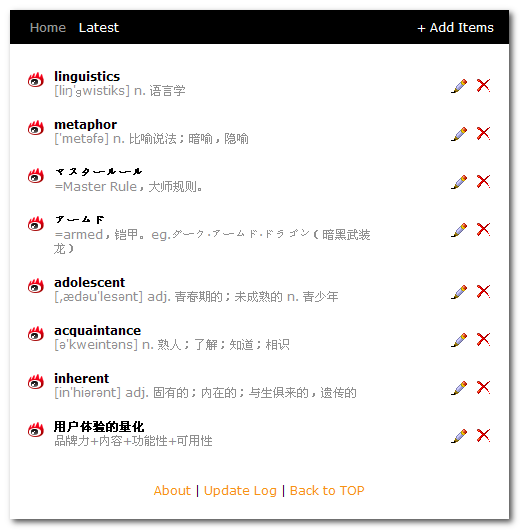 Home Latest + Add Items
linguistics
[liŋˈgwistiks] n. 语言学
metaphor
[ˈmetəfə] n. 比喻说法；暗喻，隐喻
マスタールール
=Master Rule，大师规则。
アームド
=armed，铠甲。eg.ダーク·アームド·ドラゴン（暗黑武装
龙）
adolescent
[,ædəuˈlesənt] adj. 青春期的；未成熟的 n. 青少年
acquaintance
[əˈkweintəns] n. 熟人；了解；知道；相识
inherent
[inˈhiərənt] adj. 固有的；内在的；与生俱来的，遗传的
用户体验的量化
品牌力+内容+功能性+可用性
About | Update Log | Back to TOP